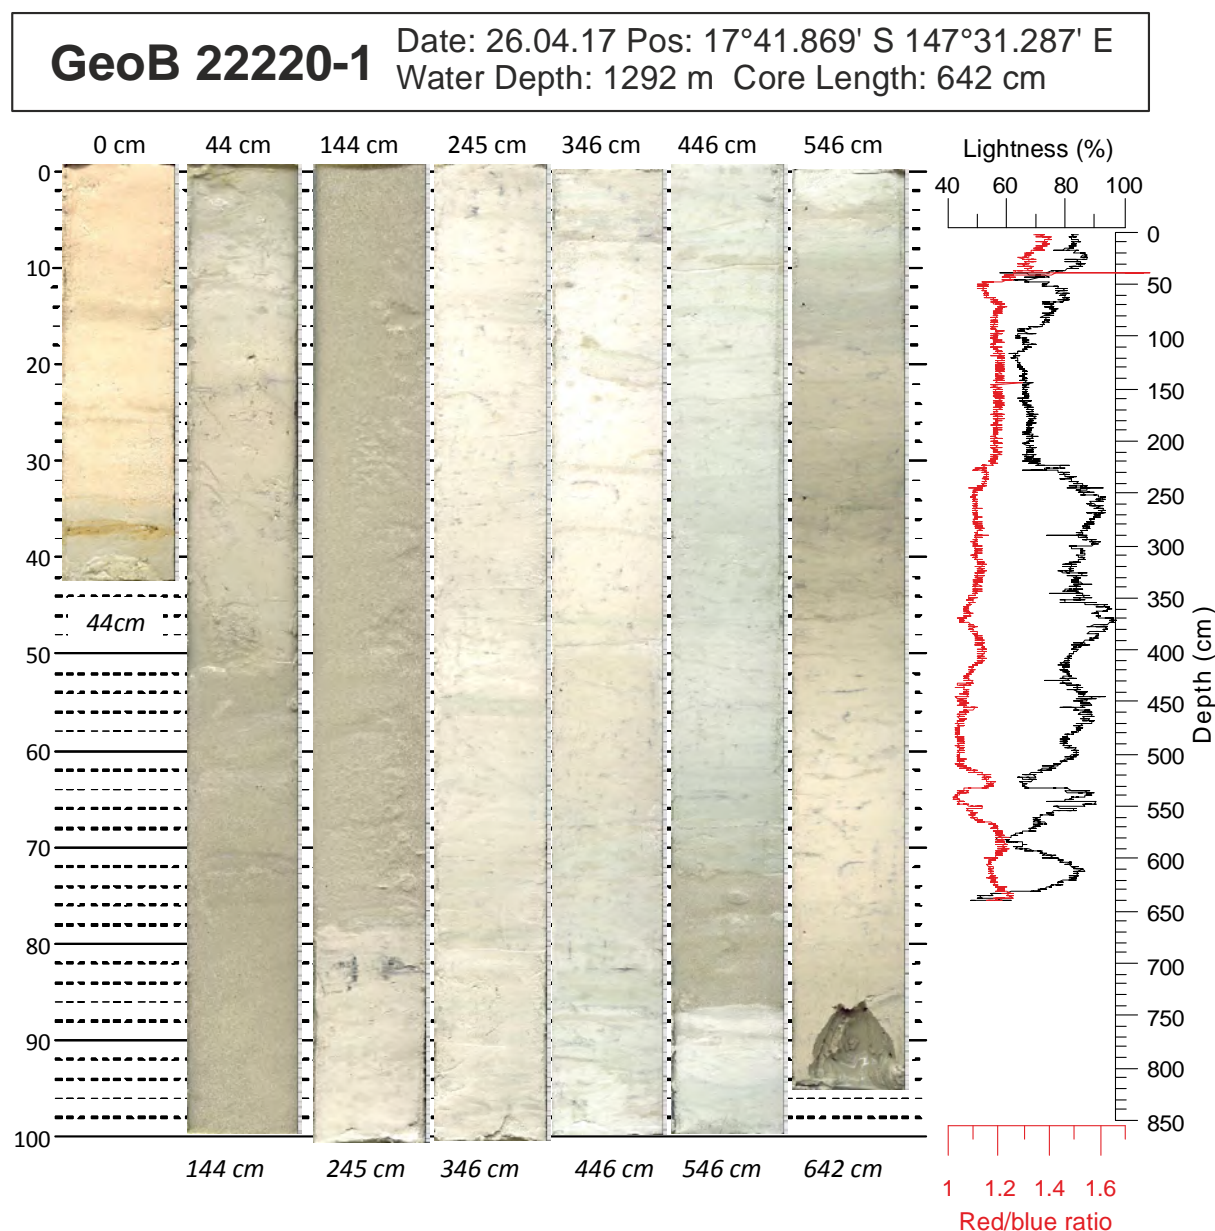 GeoB 22220-1
Date: 26.04.17 Pos: 17°41.869' S 147°31.287' E
Water Depth: 1292 m Core Length: 642 cm
0 cm 44 cm 144 cm 245 cm 346 cm 446 cm 546 cm
Lightness (%)
40 60 80 100
0
10
20
30
40
50
60
70
80
90
100
44cm
0
50
100
150
200
250
300
350
400
450
500
550
600
650
700
750
800
850
Depth (cm)
144 cm 245 cm 346 cm 446 cm 546 cm 642 cm
1 1.2 1.4 1.6
Red/blue ratio